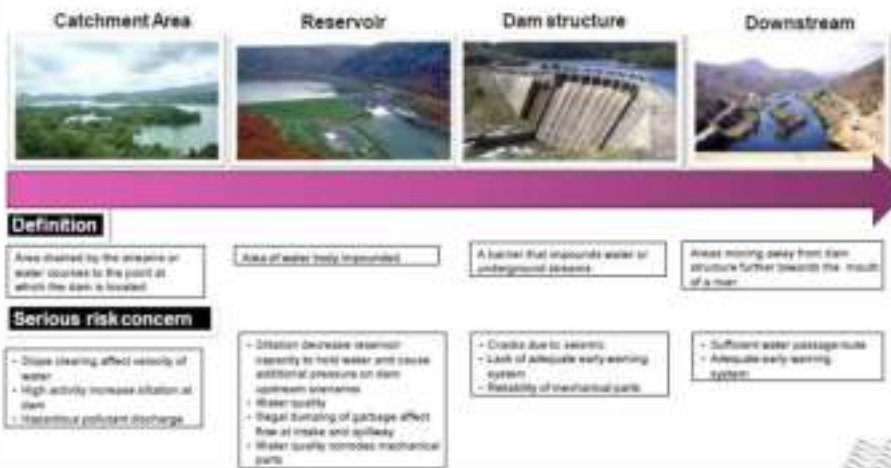 Catchment Area
Reservoir
Dam structure
Downstream
Definition
Area drained by the streams or
water courses to the point at
which the dam is located
Area of water body impounded
A barrier that impounds water or
underground streams
Areas moving away from dam
structure further towards the mouth
of a river
Serious risk concern
• Slope clearing affect velocity of
water
• High activity increase siltation at
dam
• Hazardous pollutant discharge
• Siltation decrease reservoir
capacity to hold water and cause
additional pressure on dam
upstream scenarios
• Water quality
• Illegal dumping of garbage affect
flow at intake and spillway
• Water quality corrodes mechanical
parts
• Cracks due to seismic
• Lack of adequate early warning
system
• Reliability of mechanical parts
• Sufficient water passage route
• Adequate early warning
system